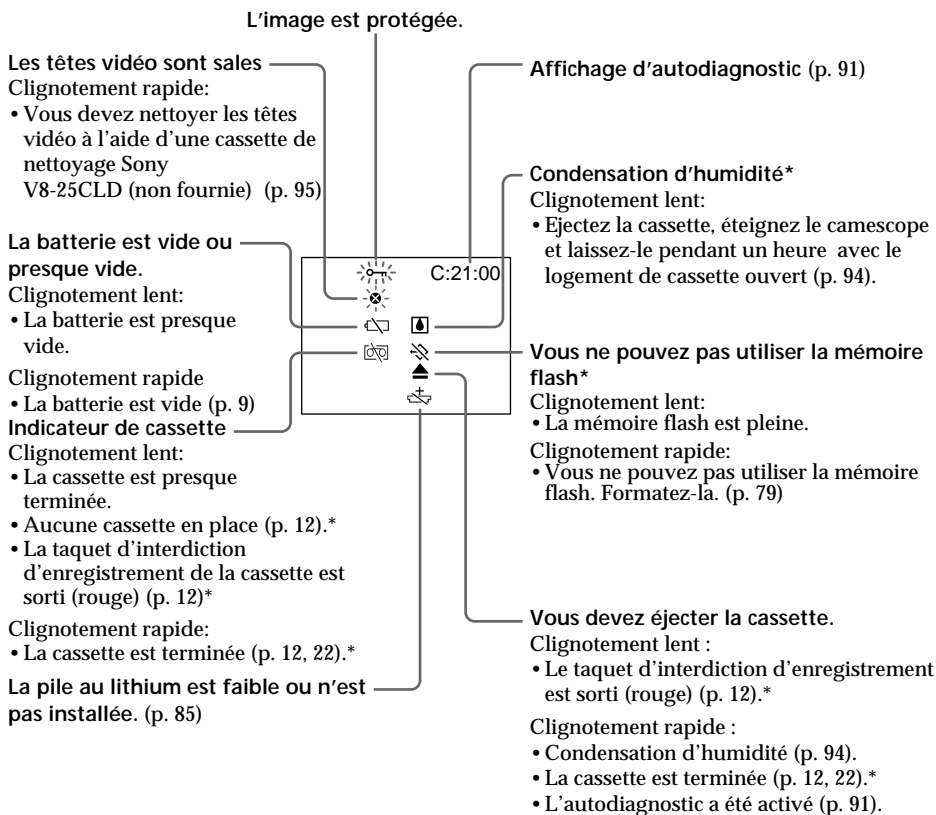 L'image est protégée.
Les têtes vidéo sont sales
Clignotement rapide:
• Vous devez nettoyer les têtes
vidéo à l'aide d'une cassette de
nettoyage Sony
V8-25CLD (non fournie) (p. 95)
La batterie est vide ou
presque vide.
Clignotement lent:
• La batterie est presque
vide.
Clignotement rapide
• La batterie est vide (p. 9)
Indicateur de cassette
Clignotement lent:
• La cassette est presque
terminée.
• Aucune cassette en place (p. 12).*
• La taquet d'interdiction
d'enregistrement de la cassette est
sorti (rouge) (p. 12)*
Clignotement rapide:
• La cassette est terminée (p. 12, 22).*
La pile au lithium est faible ou n'est
pas installée. (p. 85)
C:21:00
Affichage d'autodiagnostic (p. 91)
Condensation d'humidité*
Clignotement lent:
• Ejectez la cassette, éteignez le camescope
et laissez-le pendant un heure avec le
logement de cassette ouvert (p. 94).
Vous ne pouvez pas utiliser la mémoire
flash*
Clignotement lent:
• La mémoire flash est pleine.
Clignotement rapide:
• Vous ne pouvez pas utiliser la mémoire
flash. Formatez-la. (p. 79)
Vous devez éjecter la cassette.
Clignotement lent :
• Le taquet d'interdiction d'enregistrement
est sorti (rouge) (p. 12).*
Clignotement rapide :
• Condensation d'humidité (p. 94).
• La cassette est terminée (p. 12, 22).*
• L'autodiagnostic a été activé (p. 91).